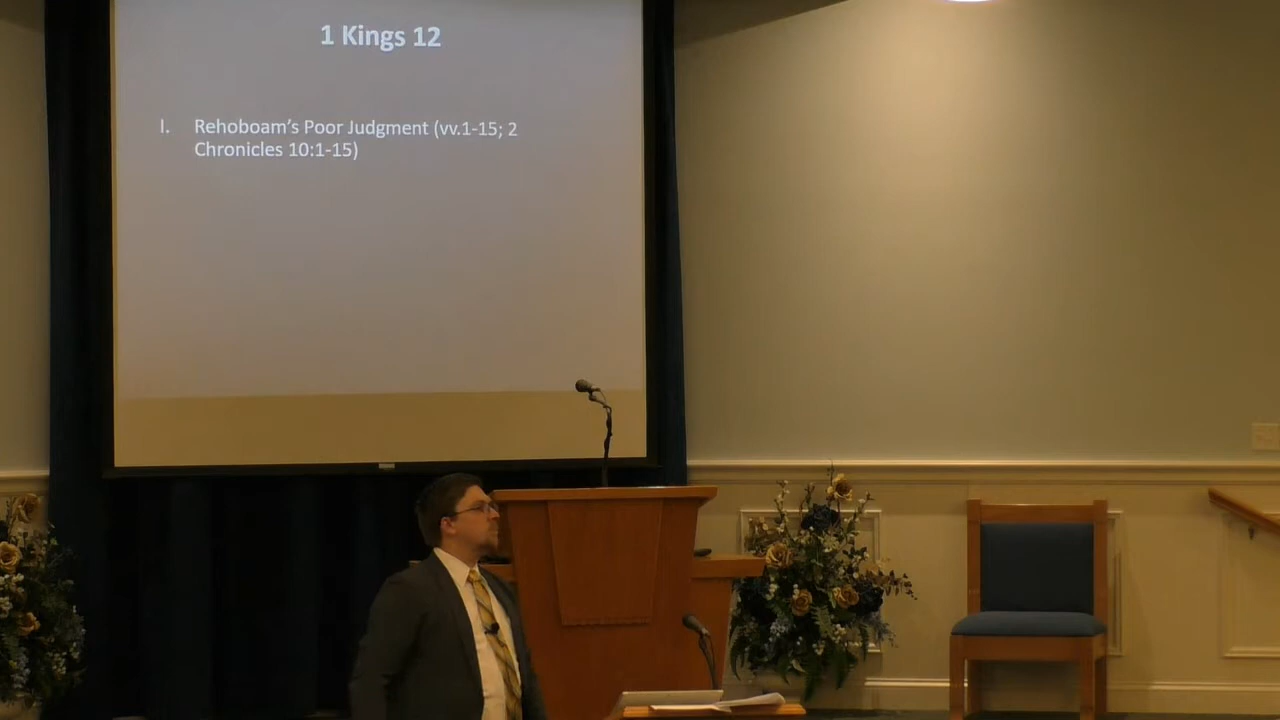 1 Kings 12
I. Rehoboam's Poor Judgment (vv.1-15; 2
Chronicles 10:1-15)